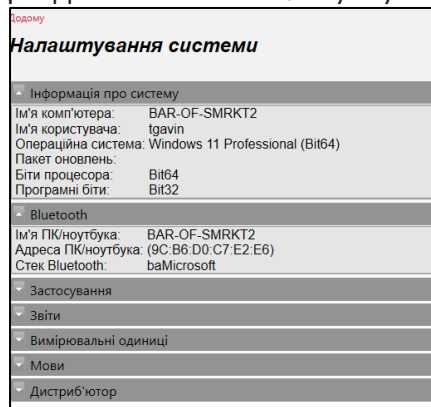 Додому
Налаштування системи
Інформація про систему
Ім'я комп'ютера: BAR-OF-SMRKT2
Ім'я користувача: tgavin
Операційна система: Windows 11 Professional (Bit64)
Пакет оновлень:
Біти процесора: Bit64
Програмні біти: Bit32
Bluetooth
Ім'я ПК/ноутбука: BAR-OF-SMRKT2
Адреса ПК/ноутбука: (9C:B6:D0:C7:E2:E6)
Стек Bluetooth: baMicrosoft
Застосування
Звіти
Вимірювальні одиниці
Мови
Дистриб'ютор